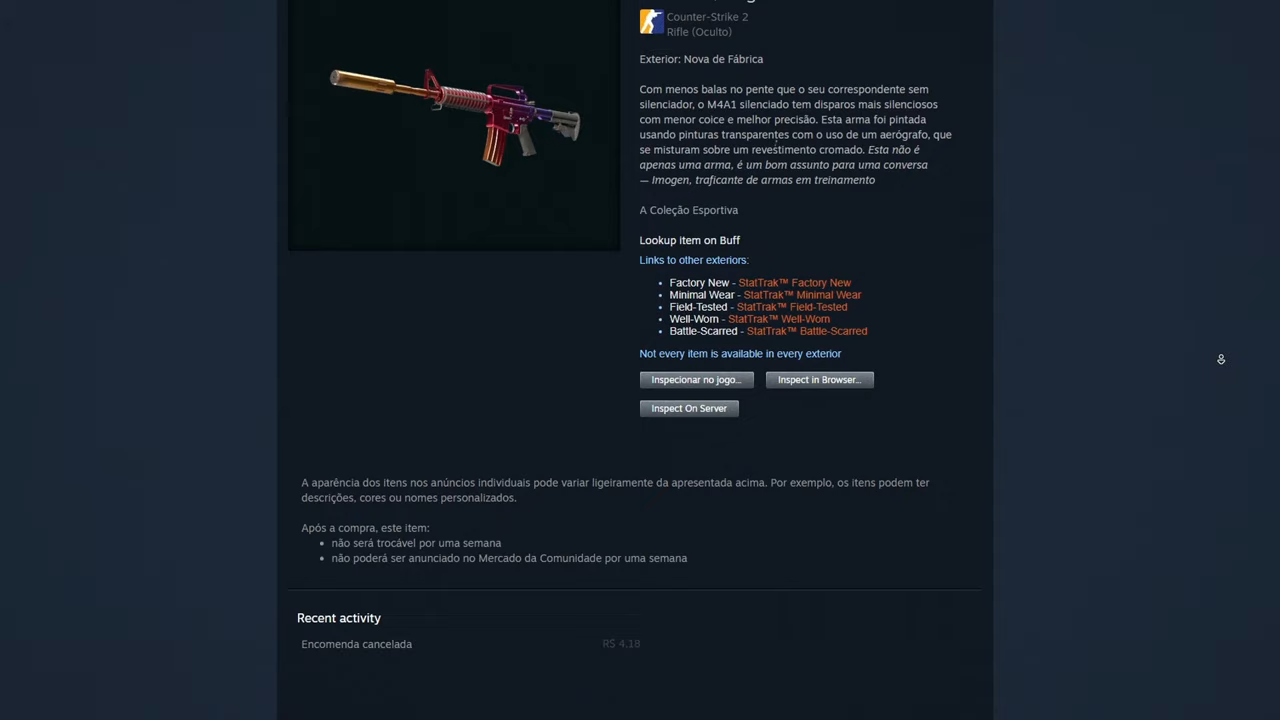 Counter-Strike 2
Rifle (Oculto)
Exterior: Nova de Fábrica
Com menos balas no pente que o seu correspondente sem
silenciador, o M4A1 silenciado tem disparos mais silenciosos
com menor coice e melhor precisão. Esta arma foi pintada
usando pinturas transparentes com o uso de um aerógrafo, que
se misturam sobre um revestimento cromado. Esta não é
apenas uma arma, é um bom assunto para uma conversa
— Imogen, traficante de armas em treinamento
A Coleção Esportiva
Lookup item on Buff
Links to other exteriors:
Factory New - StatTrak™ Factory New
Minimal Wear - StatTrak™ Minimal Wear
Field-Tested - StatTrak™ Field-Tested
Well-Worn - StatTrak™ Well-Worn
Battle-Scarred - StatTrak™ Battle-Scarred
Not every item is available in every exterior
Inspecionar no jogo... Inspect in Browser...
Inspect On Server
A aparência dos itens nos anúncios individuais pode variar ligeiramente da apresentada acima. Por exemplo, os itens podem ter
descrições, cores ou nomes personalizados.
Após a compra, este item:
não será trocável por uma semana
não poderá ser anunciado no Mercado da Comunidade por uma semana
Recent activity
Encomenda cancelada R$ 4,18